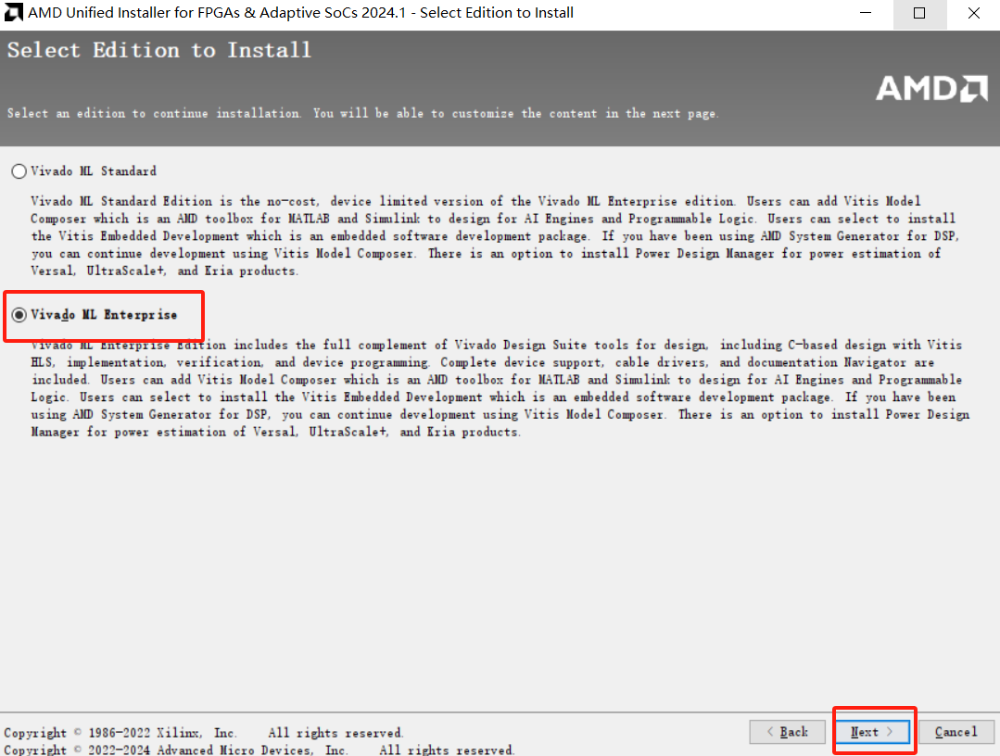 AMD Unified Installer for FPGAs & Adaptive SoCs 2024.1 - Select Edition to Install
Select Edition to Install
AMD
Select an edition to continue installation. You will be able to customize the content in the next page.
Vivado ML Standard
Vivado ML Standard Edition is the no-cost, device limited version of the Vivado ML Enterprise edition. Users can add Vitis Model
Composer which is an AMD toolbox for MATLAB and Simulink to design for AI Engines and Programmable Logic. Users can select to install
the Vitis Embedded Development which is an embedded software development package. If you have been using AMD System Generator for DSP,
you can continue development using Vitis Model Composer. There is an option to install Power Design Manager for power estimation of
Versal, UltraScale+, and Kria products.
Vivado ML Enterprise
Vivado ML Enterprise Edition includes the full complement of Vivado Design Suite tools for design, including C-based design with Vitis
HLS, implementation, verification, and device programming. Complete device support, cable drivers, and documentation Navigator are
included. Users can add Vitis Model Composer which is an AMD toolbox for MATLAB and Simulink to design for AI Engines and Programmable
Logic. Users can select to install the Vitis Embedded Development which is an embedded software development package. If you have been
using AMD System Generator for DSP, you can continue development using Vitis Model Composer. There is an option to install Power Design
Manager for power estimation of Versal, UltraScale+, and Kria products.
Copyright © 1986-2022 Xilinx, Inc. All rights reserved.
Copyright © 2022-2024 Advanced Micro Devices, Inc. All rights reserved.
< Back
Next >
Cancel